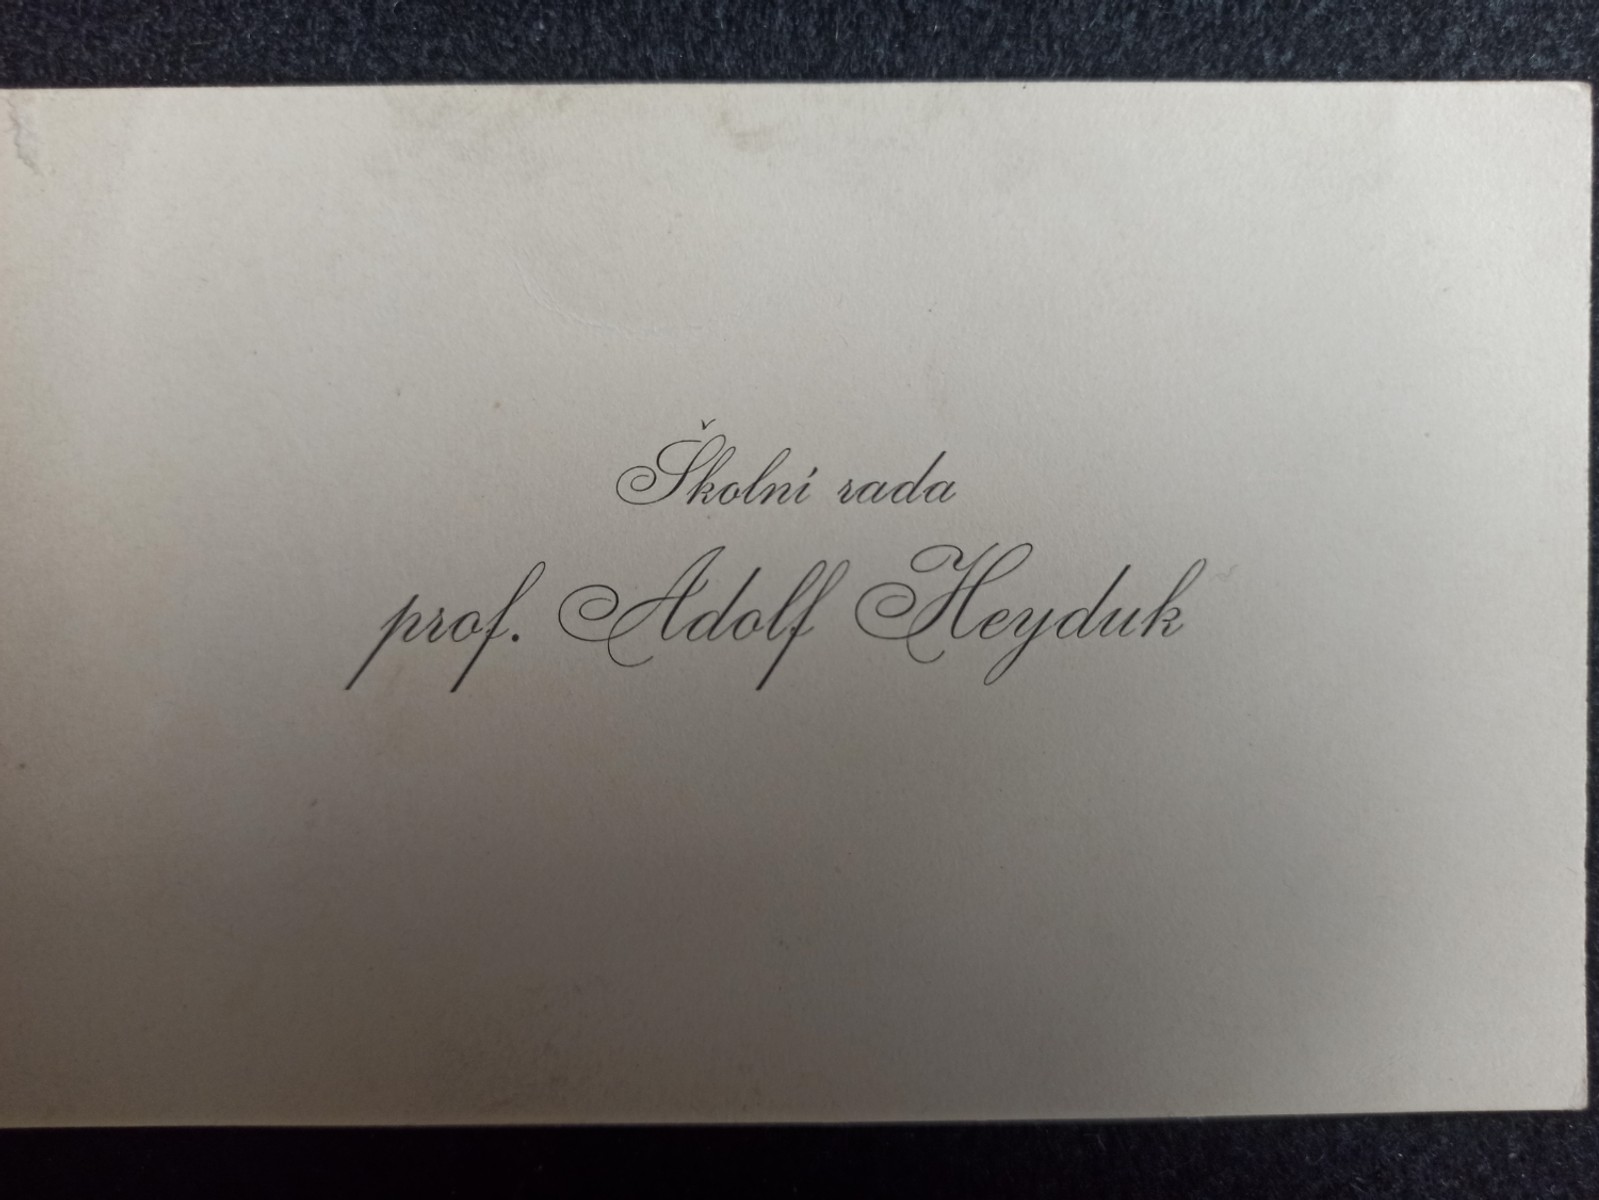 Školní rada
prof. Adolf Heyduk